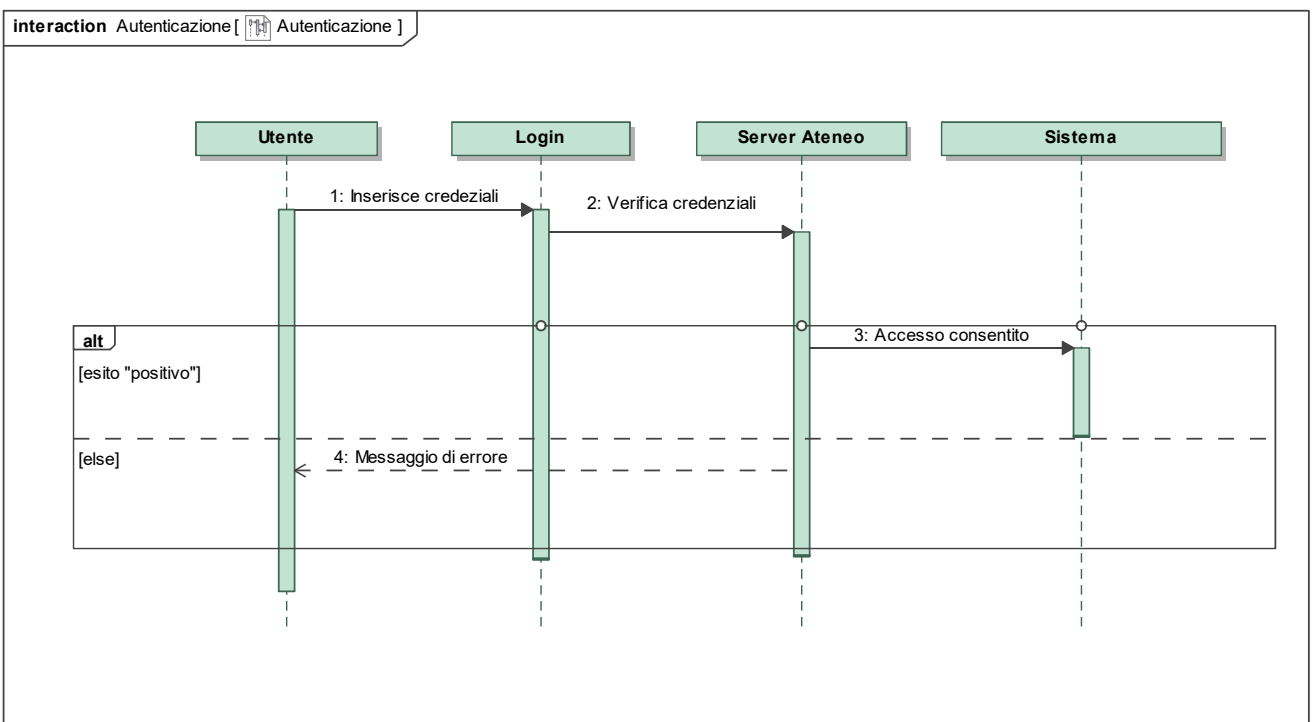 interaction Autenticazione [ Autenticazione ]
Utente
Login
Server Ateneo
Sistema
1: Inserisce credeziali
2: Verifica credenziali
alt
3: Accesso consentito
[esito "positivo"]
[else]
4: Messaggio di errore